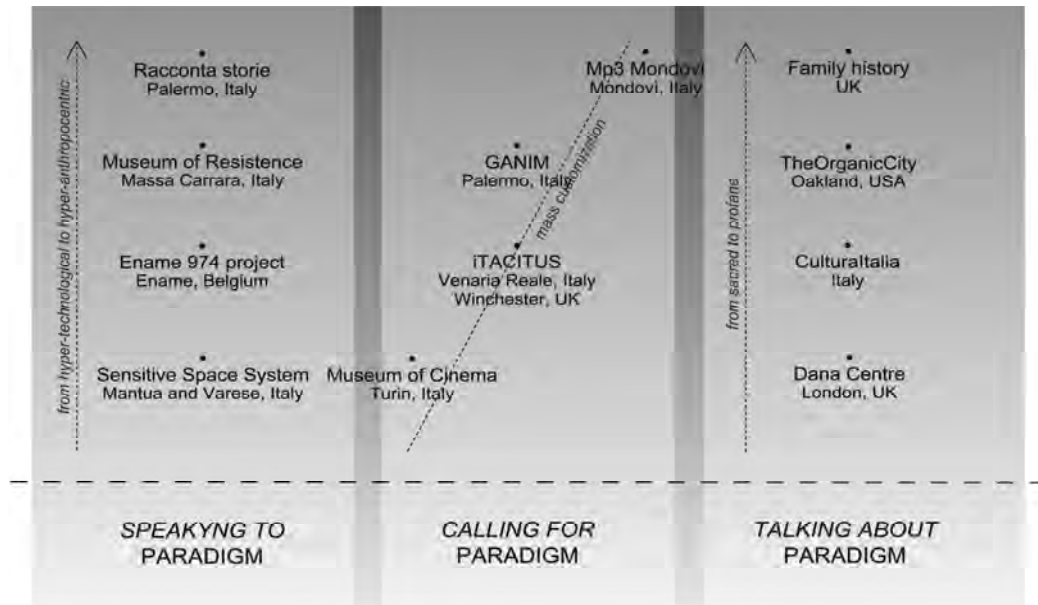 from hyper-technological to hyper-anthropocentric
Racconta storie
Palermo, Italy
Museum of Resistence
Massa Carrara, Italy
Ename 974 project
Ename, Belgium
Sensitive Space System
Mantua and Varese, Italy
SPEAKYNG TO
PARADIGM
Mp3 Mondovi
Mondovi, Italy
GANIM
Palermo, Italy
mass customization
iTACITUS
Venaria Reale, Italy
Winchester, UK
Museum of Cinema
Turin, Italy
CALLING FOR
PARADIGM
from sacred to profane
Family history
UK
TheOrganicCity
Oakland, USA
CulturaItalia
Italy
Dana Centre
London, UK
TALKING ABOUT
PARADIGM